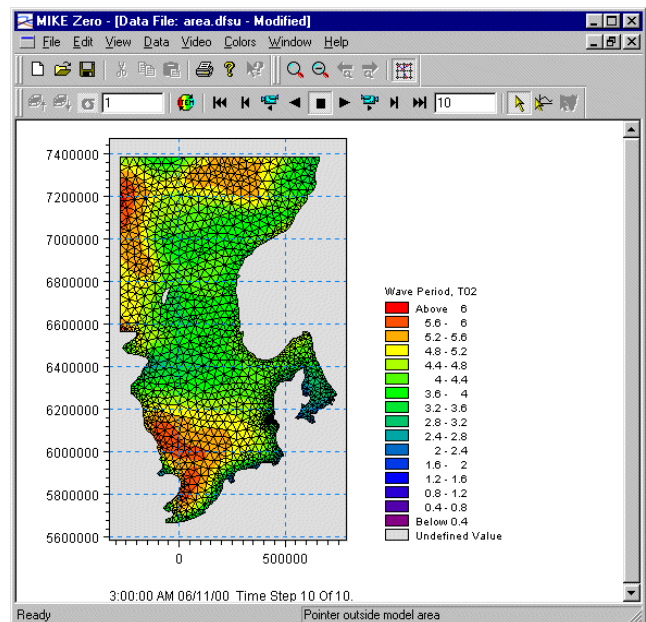 MIKE Zero - [Data File: area.dfsu - Modified]
File Edit View Data Video Colors Window Help
1
10
7400000
7200000
7000000
6800000
6600000
6400000
6200000
6000000
5800000
5600000
0 500000
Wave Period, T02
Above 6
5.6 - 6
5.2 - 5.6
4.8 - 5.2
4.4 - 4.8
4 - 4.4
3.6 - 4
3.2 - 3.6
2.8 - 3.2
2.4 - 2.8
2 - 2.4
1.6 - 2
1.2 - 1.6
0.8 - 1.2
0.4 - 0.8
Below 0.4
Undefined Value
3:00:00 AM 06/11/00 Time Step 10 Of 10.
Ready Pointer outside model area